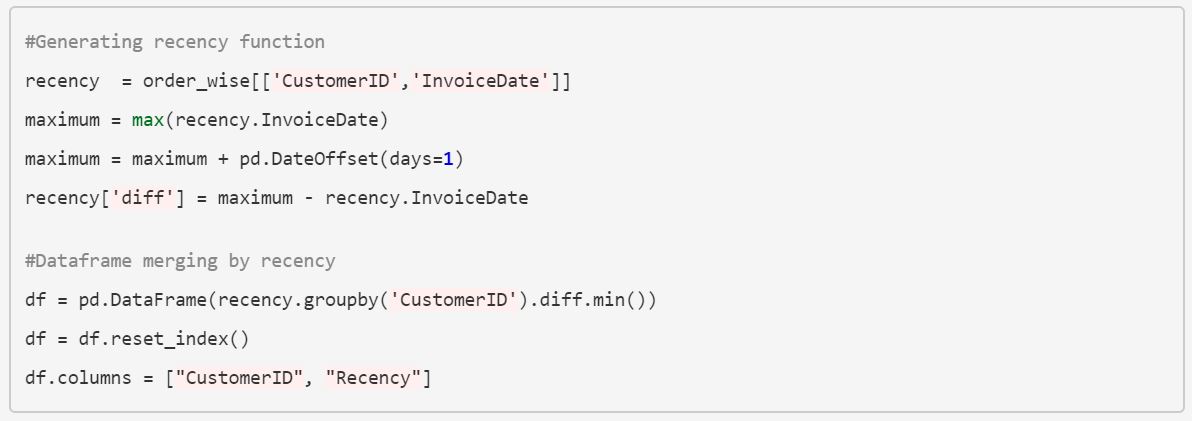 #Generating recency function
recency  = order_wise[['CustomerID','InvoiceDate']]
maximum = max(recency.InvoiceDate)
maximum = maximum + pd.DateOffset(days=1)
recency['diff'] = maximum - recency.InvoiceDate
#Dataframe merging by recency
df = pd.DataFrame(recency.groupby('CustomerID').diff.min())
df = df.reset_index()
df.columns = ["CustomerID", "Recency"]